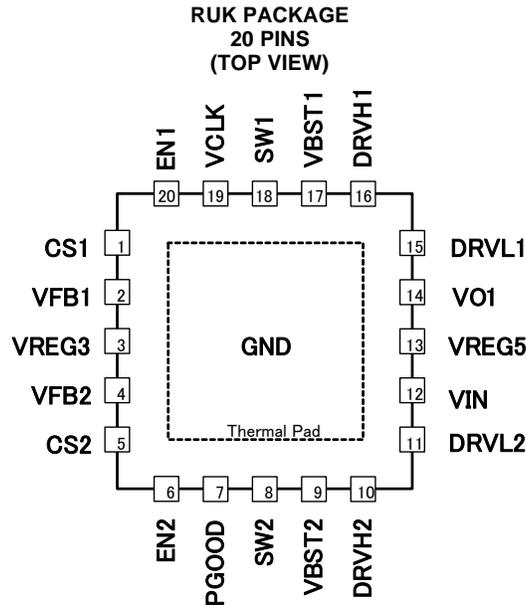 RUK PACKAGE
20 PINS
(TOP VIEW)
EN1
VCLK
SW1
VBST1
DRVH1
20
19
18
17
16
CS1 1
15 DRVL1
VFB1 2
14 VO1
VREG3 3
GND
13 VREG5
VFB2 4
12 VIN
CS2 5
Thermal Pad
11 DRVL2
6
7
8
9
10
EN2
PGOOD
SW2
VBST2
DRVH2